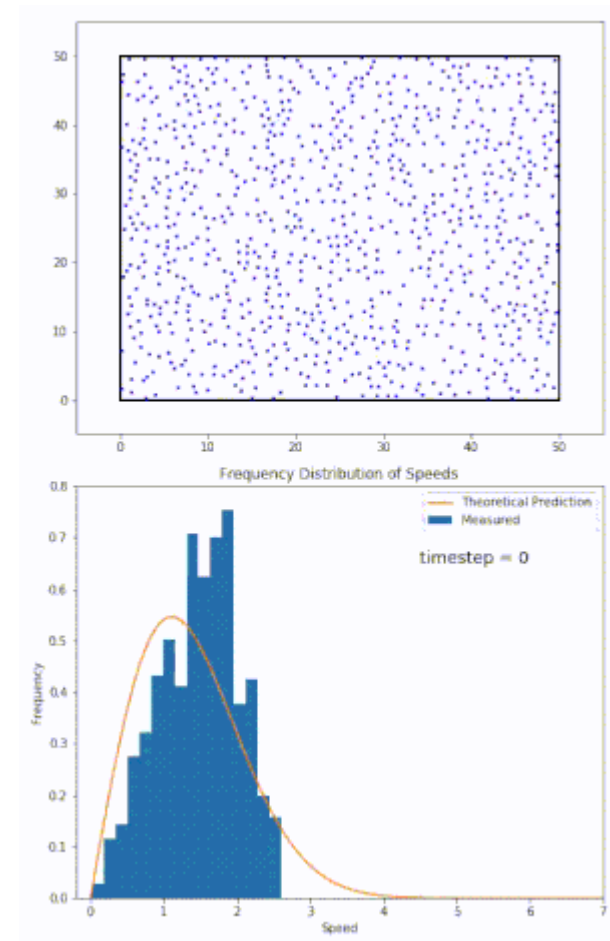 50
40
30
20
10
0
0 10 20 30 40 50
Frequency Distribution of Speeds
0.8
Theoretical Prediction
Measured
0.7
timestep = 0
0.6
0.5
0.4
Frequency
0.3
0.2
0.1
0.0
0 1 2 3 4 5 6 7
Speed